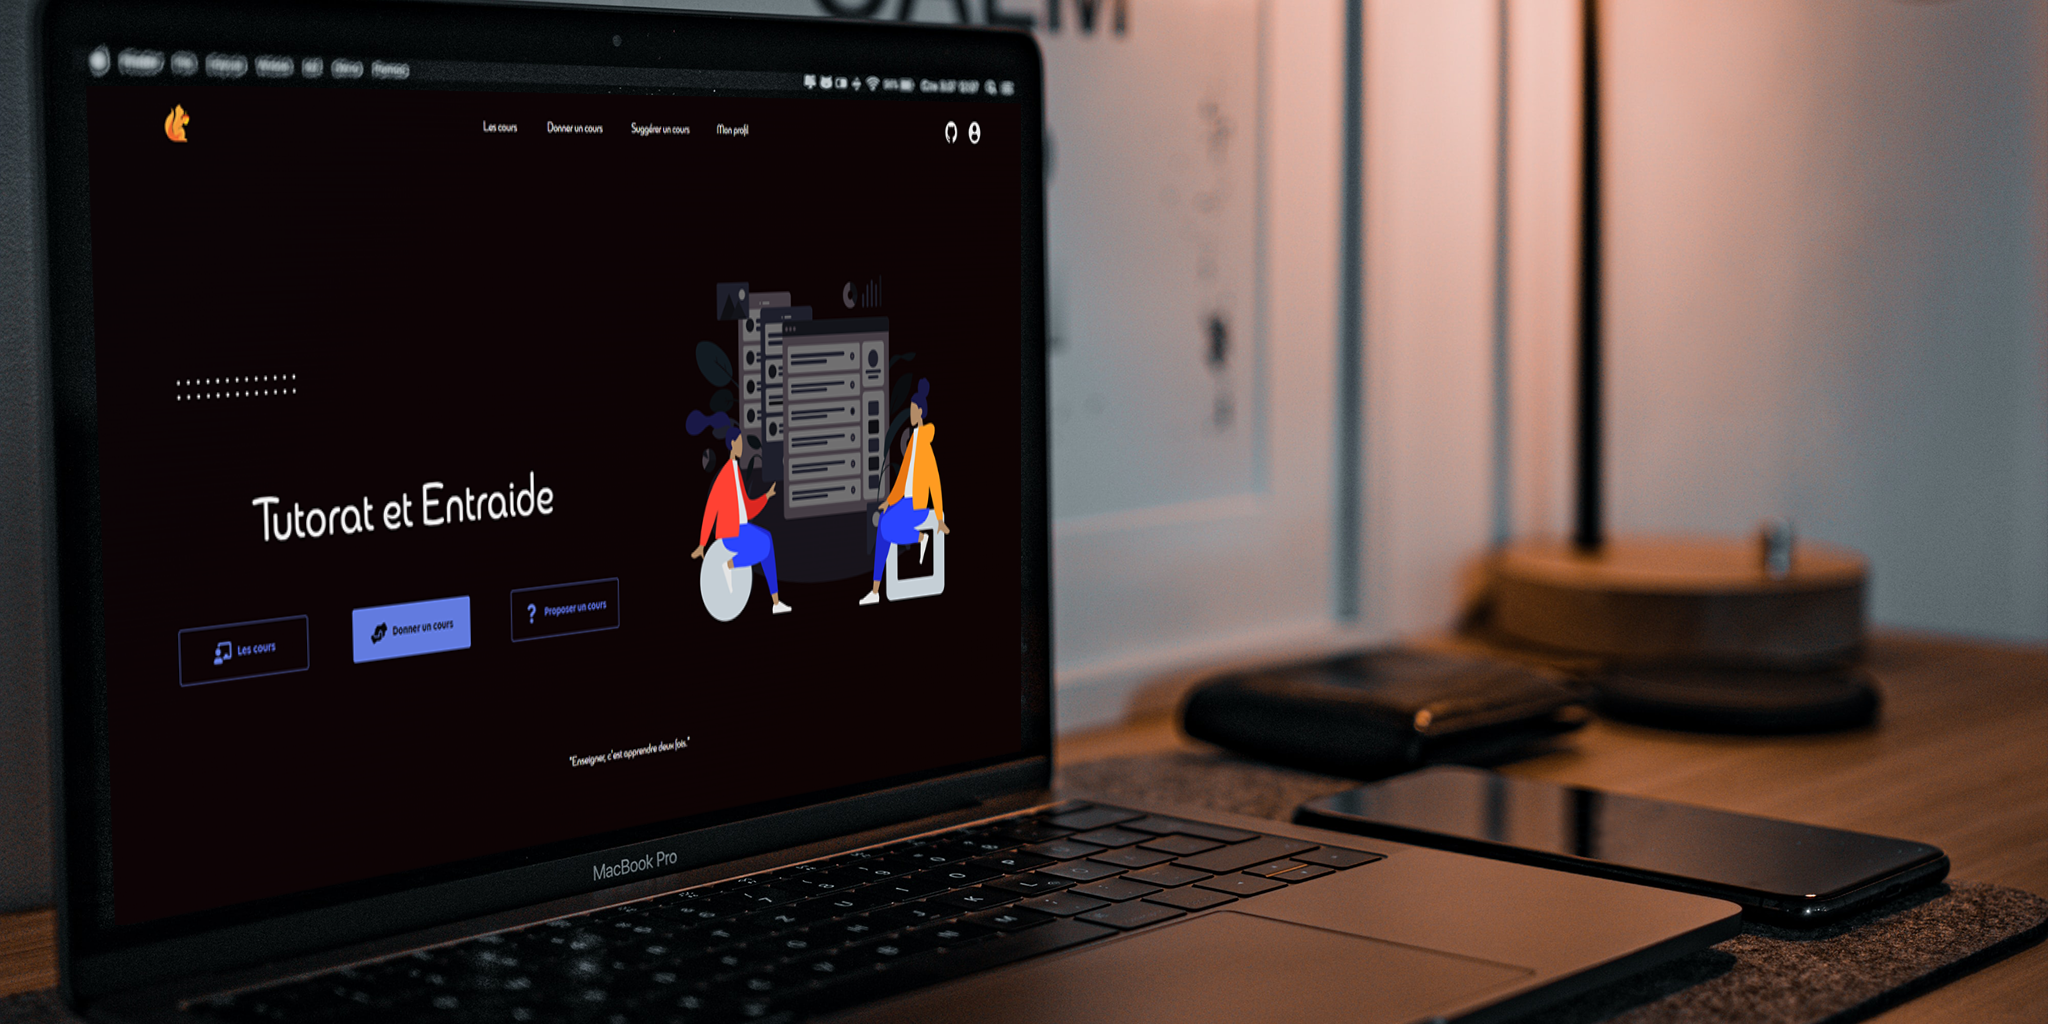 Les cours
Donner un cours
Suggérer un cours
Mon profil
Tutorat et Entraide
Les cours
Donner un cours
? Proposer un cours
"Enseigner, c'est apprendre deux fois."
MacBook Pro